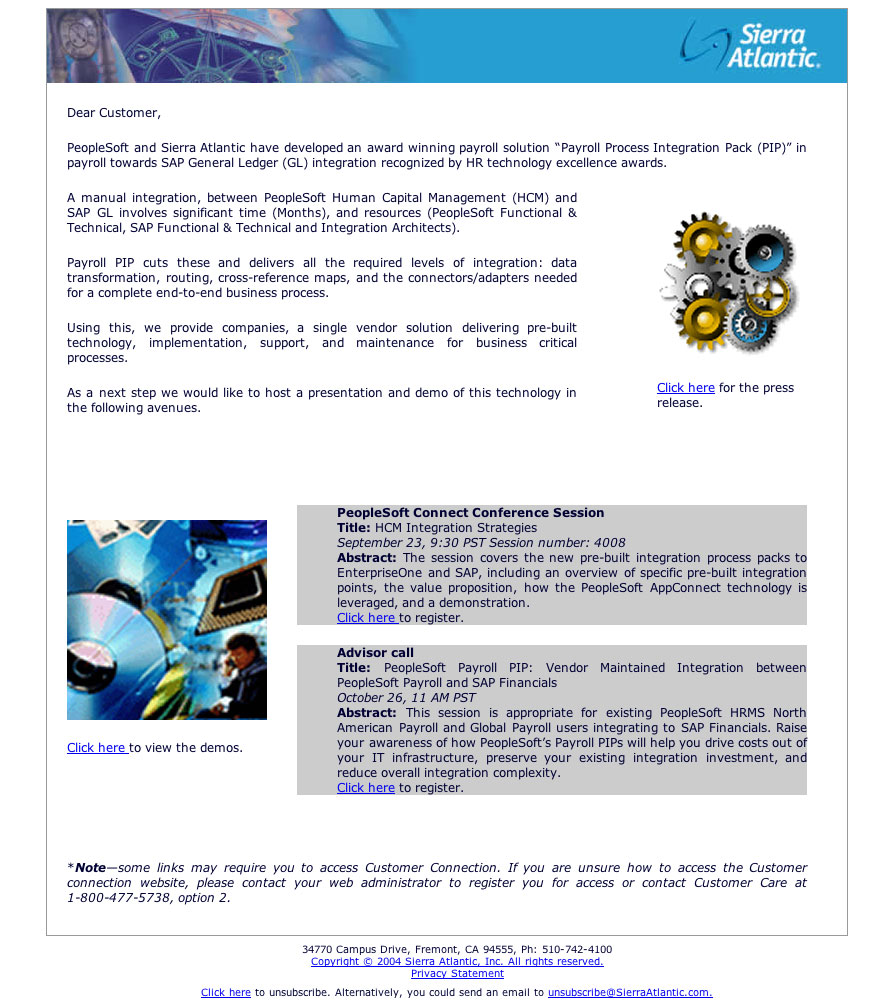 Sierra
Atlantic.
Dear Customer,
PeopleSoft and Sierra Atlantic have developed an award winning payroll solution “Payroll Process Integration Pack (PIP)” in
payroll towards SAP General Ledger (GL) integration recognized by HR technology excellence awards.
A manual integration, between PeopleSoft Human Capital Management (HCM) and
SAP GL involves significant time (Months), and resources (PeopleSoft Functional &
Technical, SAP Functional & Technical and Integration Architects).
Payroll PIP cuts these and delivers all the required levels of integration: data
transformation, routing, cross-reference maps, and the connectors/adapters needed
for a complete end-to-end business process.
Using this, we provide companies, a single vendor solution delivering pre-built
technology, implementation, support, and maintenance for business critical
processes.
As a next step we would like to host a presentation and demo of this technology in
the following avenues.
Click here for the press
release.
PeopleSoft Connect Conference Session
Title: HCM Integration Strategies
September 23, 9:30 PST Session number: 4008
Abstract: The session covers the new pre-built integration process packs to
EnterpriseOne and SAP, including an overview of specific pre-built integration
points, the value proposition, how the PeopleSoft AppConnect technology is
leveraged, and a demonstration.
Click here to register.
Advisor call
Title: PeopleSoft Payroll PIP: Vendor Maintained Integration between
PeopleSoft Payroll and SAP Financials
October 26, 11 AM PST
Abstract: This session is appropriate for existing PeopleSoft HRMS North
American Payroll and Global Payroll users integrating to SAP Financials. Raise
your awareness of how PeopleSoft’s Payroll PIPs will help you drive costs out of
your IT infrastructure, preserve your existing integration investment, and
reduce overall integration complexity.
Click here to register.
Click here to view the demos.
*Note—some links may require you to access Customer Connection. If you are unsure how to access the Customer
connection website, please contact your web administrator to register you for access or contact Customer Care at
1-800-477-5738, option 2.
34770 Campus Drive, Fremont, CA 94555, Ph: 510-742-4100
Copyright © 2004 Sierra Atlantic, Inc. All rights reserved.
Privacy Statement
Click here to unsubscribe. Alternatively, you could send an email to unsubscribe@SierraAtlantic.com.